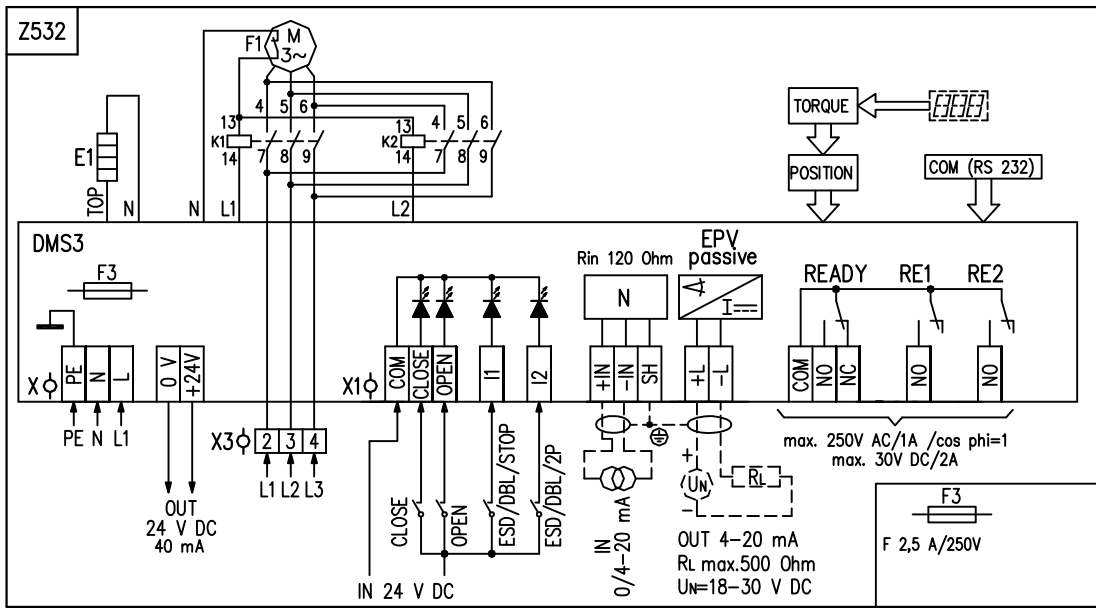 Z532
F1
M
3~
4 5 6
4 5 6
13
K1
14
7 8 9
13
K2
14
7 8 9
E1
TOP
N
N
L1
L2
TORQUE
POSITION
COM (RS 232)
DMS3
F3
Rin 120 Ohm
N
EPV
passive
I
READY
RE1
RE2
X
PE
N
L
0 V
+24V
X1
COM
CLOSE
OPEN
I1
I2
+IN
-IN
SH
+L
-L
COM
NO
NC
NO
NO
PE N L1
X3
2 3 4
L1 L2 L3
OUT
24 V DC
40 mA
CLOSE
OPEN
ESD/DBL/STOP
ESD/DBL/2P
IN 24 V DC
IN
0/4-20 mA
+
UN
-
RL
OUT 4-20 mA
RL max.500 Ohm
UN=18-30 V DC
max. 250V AC/1A /cos phi=1
max. 30V DC/2A
F3
F 2,5 A/250V